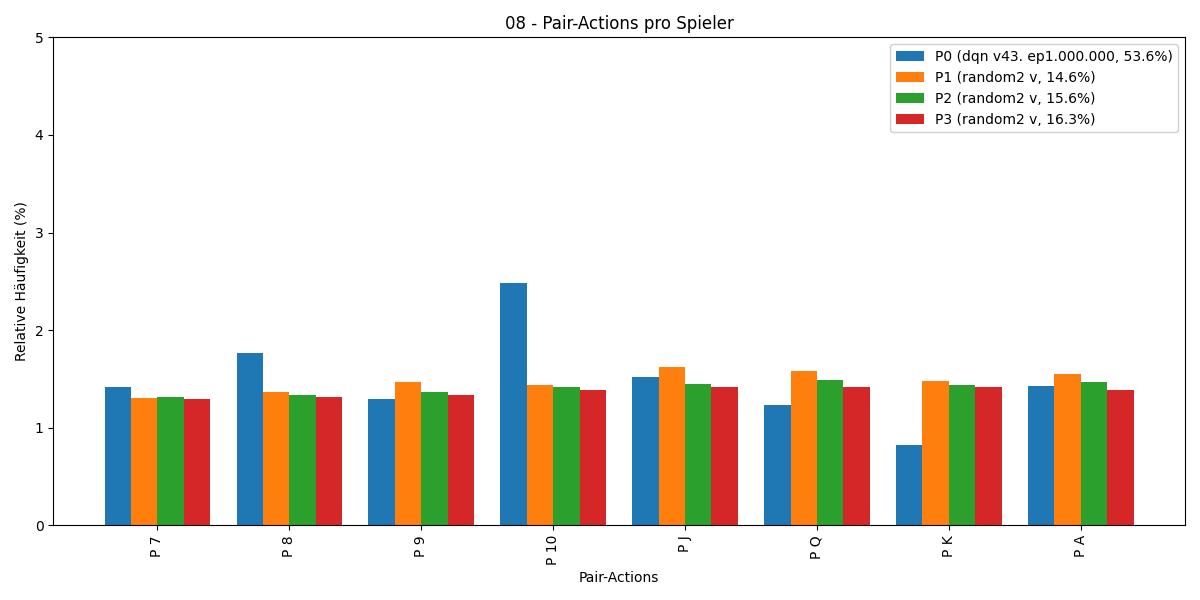 08 - Pair-Actions pro Spieler
P0 (dqn v43. ep1.000.000, 53.6%)
P1 (random2 v, 14.6%)
P2 (random2 v, 15.6%)
P3 (random2 v, 16.3%)
Relative Häufigkeit (%)
5
4
3
2
1
0
P 7
P 8
P 9
P 10
P J
P Q
P K
P A
Pair-Actions